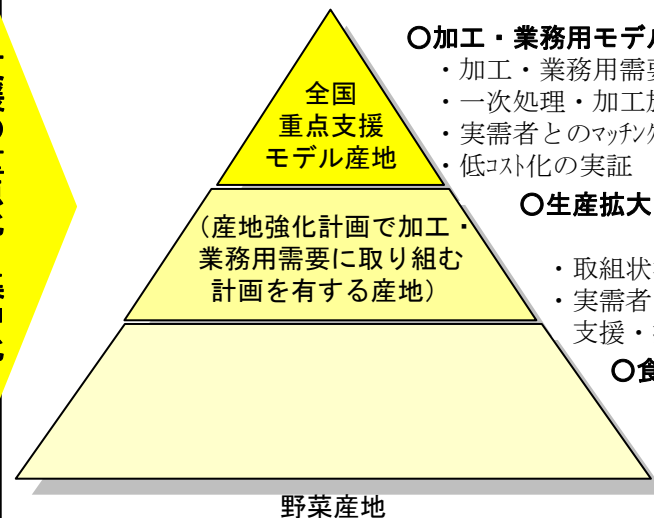 ○加工・業務用モデル
・加工・業務用需要
・一次処理・加工施
・実需者とのマッチング
・低コスト化の実証
○生産拡大
・取組状
・実需者
支援・
○食
全国
重点支援
モデル産地
（産地強化計画で加工・
業務用需要に取り組む
計画を有する産地）
野菜産地